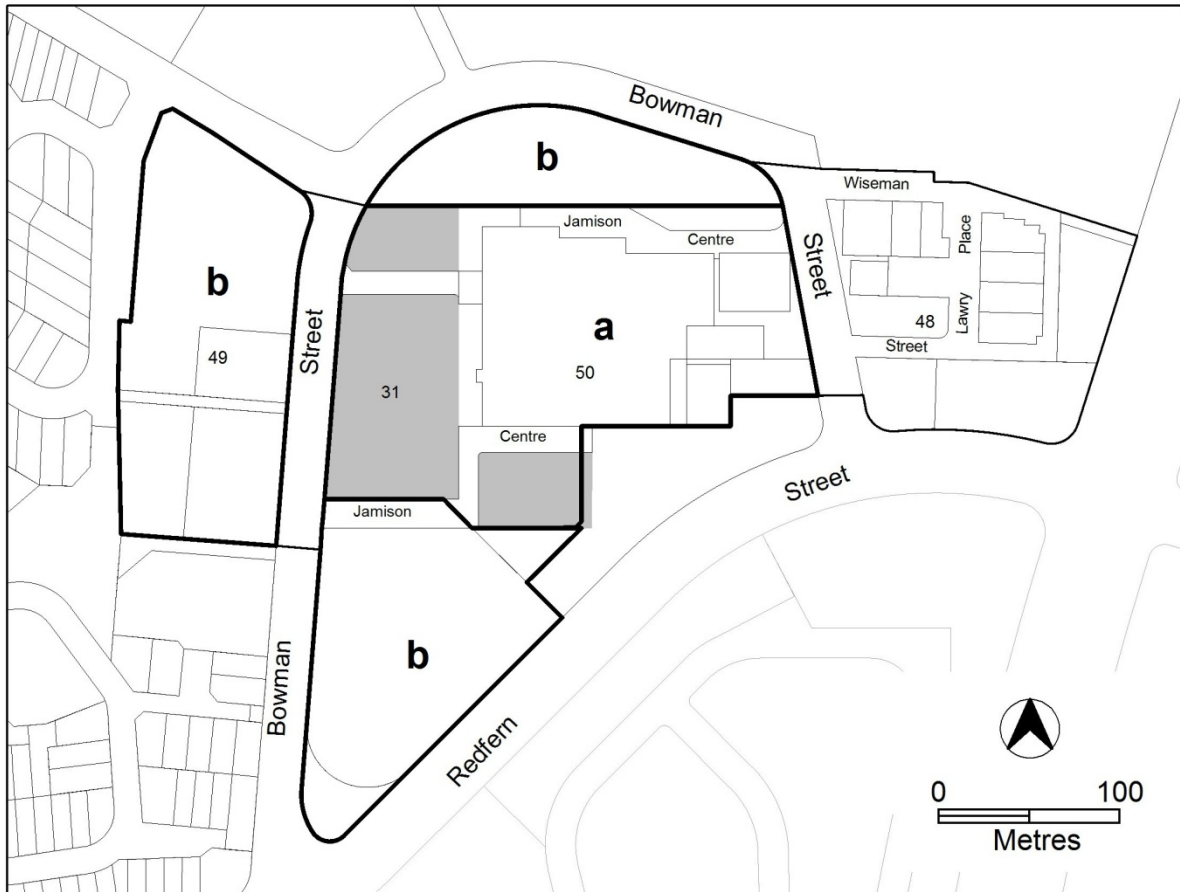 Bowman
b
Wiseman
Jamison
Centre
Place
b
Street
Street
a
48
Lawry
49
50
Street
31
Centre
Street
Jamison
b
Bowman
Redfern
0 100
Metres